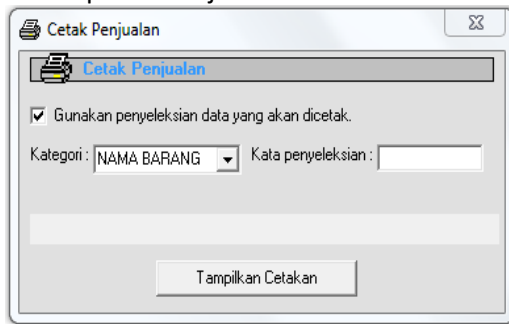 Cetak Penjualan
Cetak Penjualan
Gunakan penyeleksian data yang akan dicetak.
Kategori : NAMA BARANG Kata penyeleksian :
Tampilkan Cetakan